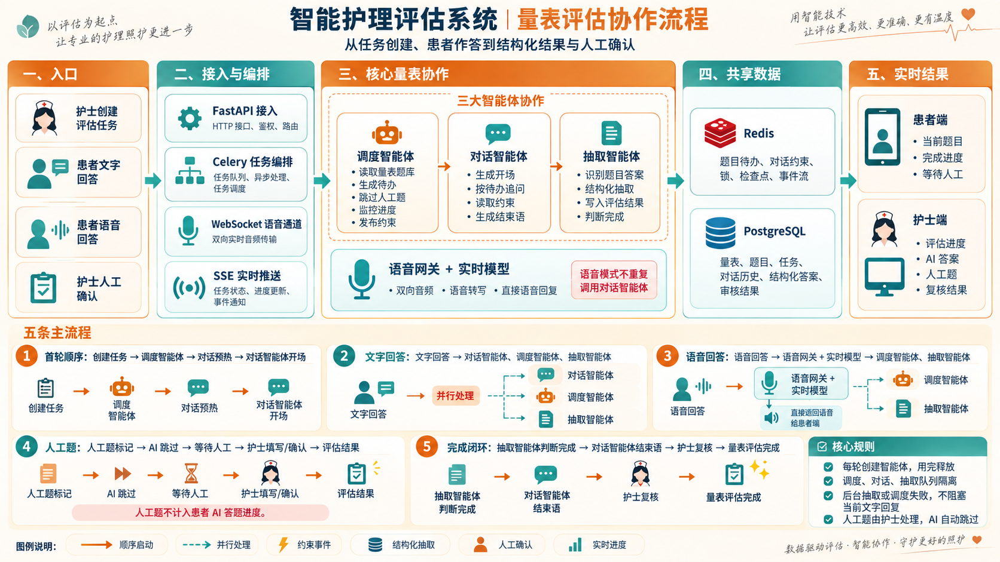 以评估为起点
让专业的护理照护更进一步
智能护理评估系统 | 量表评估协作流程
从任务创建、患者作答到结构化结果与人工确认
用智能技术
让评估更高效、更准确、更有温度
一、入口
护士创建
评估任务
患者文字
回答
患者语音
回答
护士人工
确认
二、接入与编排
FastAPI 接入
HTTP 接口、鉴权、路由
Celery 任务编排
任务队列、异步处理、
任务调度
WebSocket 语音通道
双向实时音频传输
SSE 实时推送
任务状态、进度更新、
事件通知
三、核心量表协作
三大智能体协作
调度智能体
• 读取量表题库
• 生成待办
• 跳过人工题
• 监控进度
• 发布约束
对话智能体
• 生成开场
• 按待办追问
• 读取约束
• 生成结束语
抽取智能体
• 识别题目答案
• 结构化抽取
• 写入评估结果
• 判断完成
语音网关 + 实时模型
• 双向音频 • 语音转写 • 直接语音回复
语音模式不重复
调用对话智能体
四、共享数据
Redis
题目待办、对话约束、
锁、检查点、事件流
PostgreSQL
量表、题目、任务、
对话历史、结构化答案、
审核结果
五、实时结果
患者端
• 当前题目
• 完成进度
• 等待人工
护士端
• 评估进度
• AI 答案
• 人工题
• 复核结果
五条主流程
1 首轮顺序：创建任务 → 调度智能体 → 对话预热 → 对话智能体开场
创建任务
调度
智能体
对话预热
对话智能体
开场
2 文字回答：文字回答 → 对话智能体、调度智能体、抽取智能体
文字回答
并行处理
对话智能体
调度智能体
抽取智能体
3 语音回答：语音回答 → 语音网关 + 实时模型 → 调度智能体、抽取智能体
语音回答
语音网关 +
实时模型
直接返回语音
给患者端
调度智能体
抽取智能体
4 人工题：人工题标记 → AI 跳过 → 等待人工 → 护士填写/确认 → 评估结果
人工题标记
AI 跳过
等待人工
护士填写/确认
评估结果
人工题不计入患者 AI 答题进度。
5 完成闭环：抽取智能体判断完成 → 对话智能体结束语 → 护士复核 → 量表评估完成
抽取智能体
判断完成
对话智能体
结束语
护士复核
量表评估完成
核心规则
每轮创建智能体，用完释放
调度、对话、抽取队列隔离
后台抽取或调度失败，不阻塞
当前文字回复
人工题由护士处理，AI 自动跳过
图例说明：
顺序启动
并行处理
约束事件
结构化抽取
人工确认
实时进度
数据驱动评估 · 智能协作 · 守护更好的照护